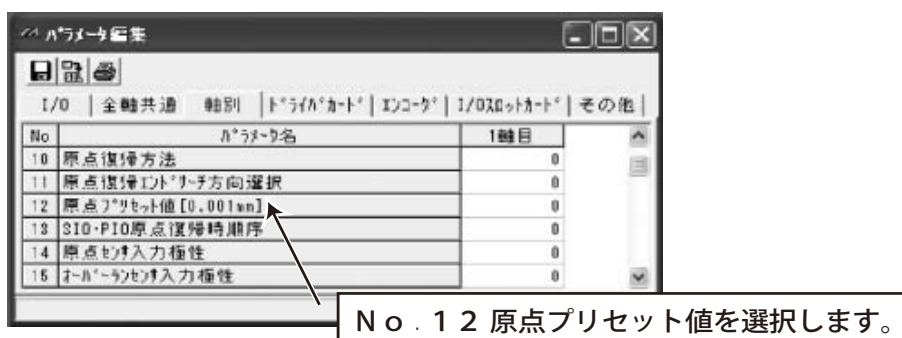 パラメータ編集
I/O 全軸共通 軸別 ドライバカード エンコーダ I/Oスロットカード その他
No パラメータ名 1軸目
10 原点復帰方法 0
11 原点復帰エンドサーチ方向選択 0
12 原点プリセット値[0.001mm] 0
13 SIO・PIO原点復帰時順序 0
14 原点センサ入力極性 0
15 オーバーランセンサ入力極性 0
No.12 原点プリセット値を選択します。